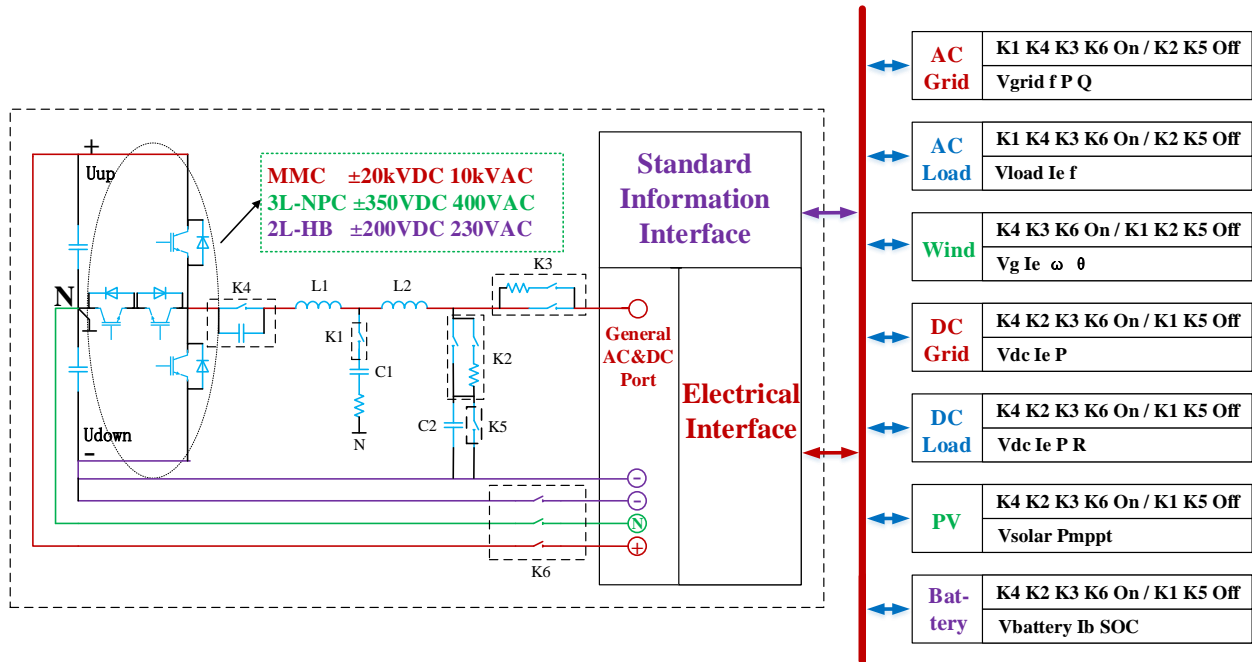 +
Uup
N
Udown
-
MMC ±20kVDC 10kVAC
3L-NPC ±350VDC 400VAC
2L-HB ±200VDC 230VAC
K4
L1
L2
K3
K1
C1
N
K2
C2
K5
K6
Standard
Information
Interface
General
AC&DC
Port
Electrical
Interface
-
-
N
+
AC
Grid
K1 K4 K3 K6 On / K2 K5 Off
Vgrid f P Q
AC
Load
K1 K4 K3 K6 On / K2 K5 Off
Vload Ie f
Wind
K4 K3 K6 On / K1 K2 K5 Off
Vg Ie ω θ
DC
Grid
K4 K2 K3 K6 On / K1 K5 Off
Vdc Ie P
DC
Load
K4 K2 K3 K6 On / K1 K5 Off
Vdc Ie P R
PV
K4 K2 K3 K6 On / K1 K5 Off
Vsolar Pmppt
Bat-
tery
K4 K2 K3 K6 On / K1 K5 Off
Vbattery Ib SOC